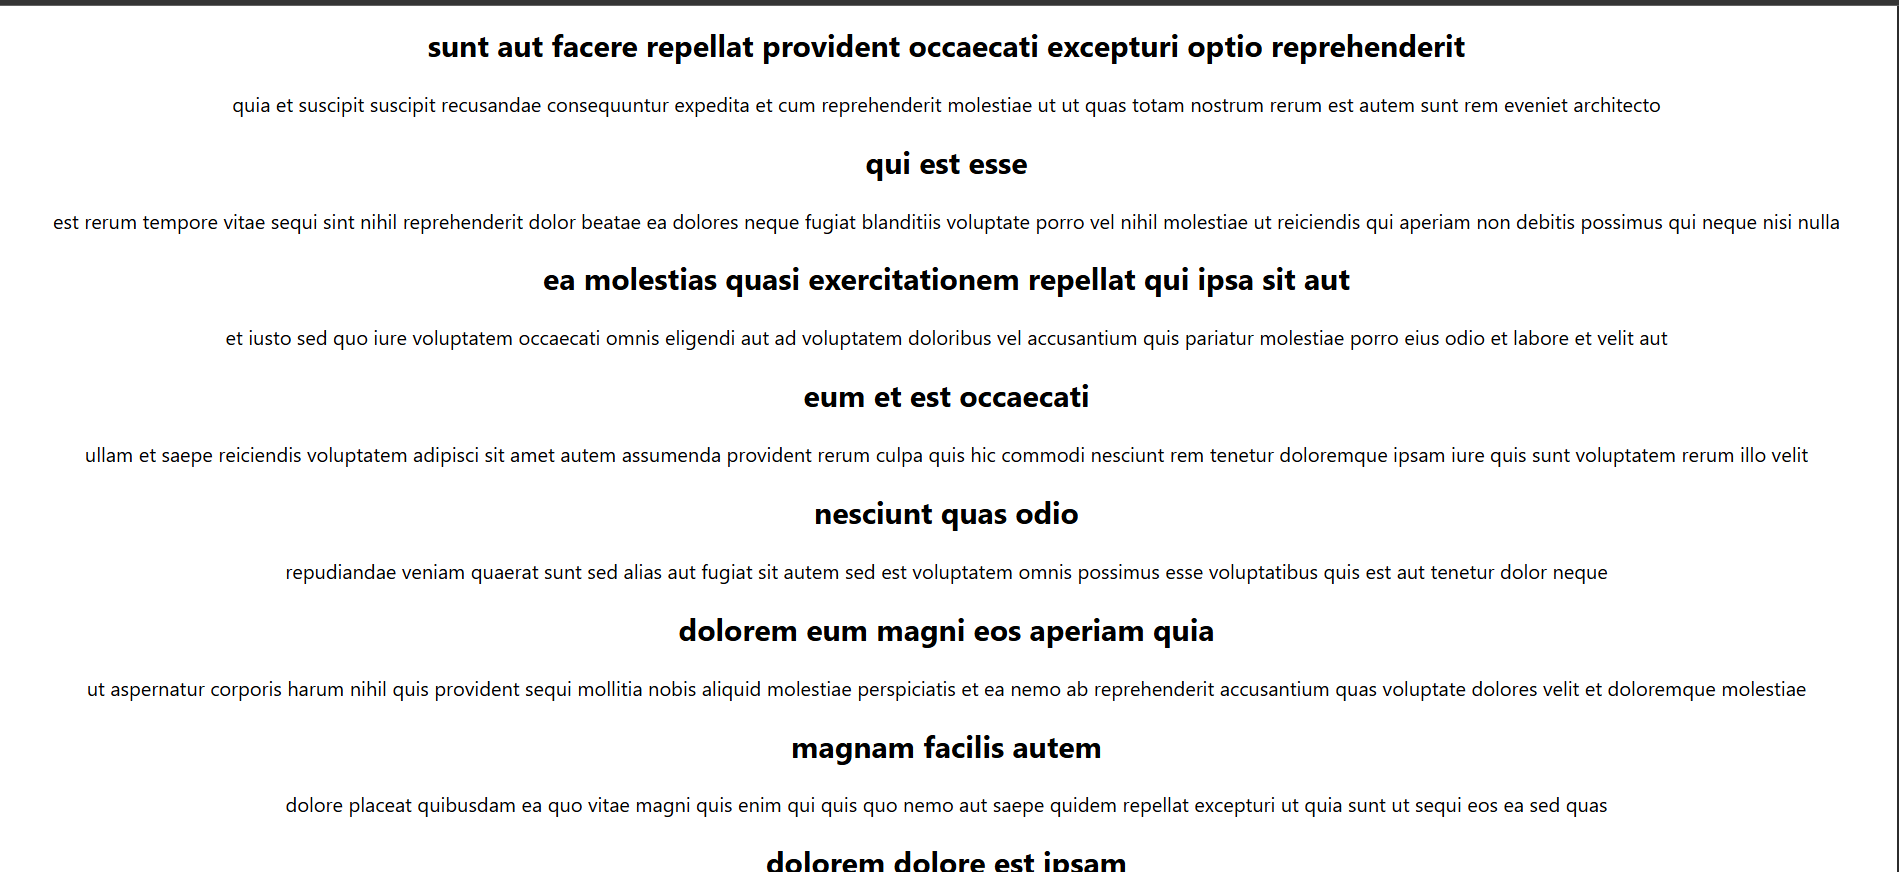 sunt aut facere repellat provident occaecati excepturi optio reprehenderit
quia et suscipit suscipit recusandae consequuntur expedita et cum reprehenderit molestiae ut ut quas totam nostrum rerum est autem sunt rem eveniet architecto
qui est esse
est rerum tempore vitae sequi sint nihil reprehenderit dolor beatae ea dolores neque fugiat blanditiis voluptate porro vel nihil molestiae ut reiciendis qui aperiam non debitis possimus qui neque nisi nulla
ea molestias quasi exercitationem repellat qui ipsa sit aut
et iusto sed quo iure voluptatem occaecati omnis eligendi aut ad voluptatem doloribus vel accusantium quis pariatur molestiae porro eius odio et labore et velit aut
eum et est occaecati
ullam et saepe reiciendis voluptatem adipisci sit amet autem assumenda provident rerum culpa quis hic commodi nesciunt rem tenetur doloremque ipsam iure quis sunt voluptatem rerum illo velit
nesciunt quas odio
repudiandae veniam quaerat sunt sed alias aut fugiat sit autem sed est voluptatem omnis possimus esse voluptatibus quis est aut tenetur dolor neque
dolorem eum magni eos aperiam quia
ut aspernatur corporis harum nihil quis provident sequi mollitia nobis aliquid molestiae perspiciatis et ea nemo ab reprehenderit accusantium quas voluptate dolores velit et doloremque molestiae
magnam facilis autem
dolore placeat quibusdam ea quo vitae magni quis enim qui quis quo nemo aut saepe quidem repellat excepturi ut quia sunt ut sequi eos ea sed quas
dolorem dolore est ipsam